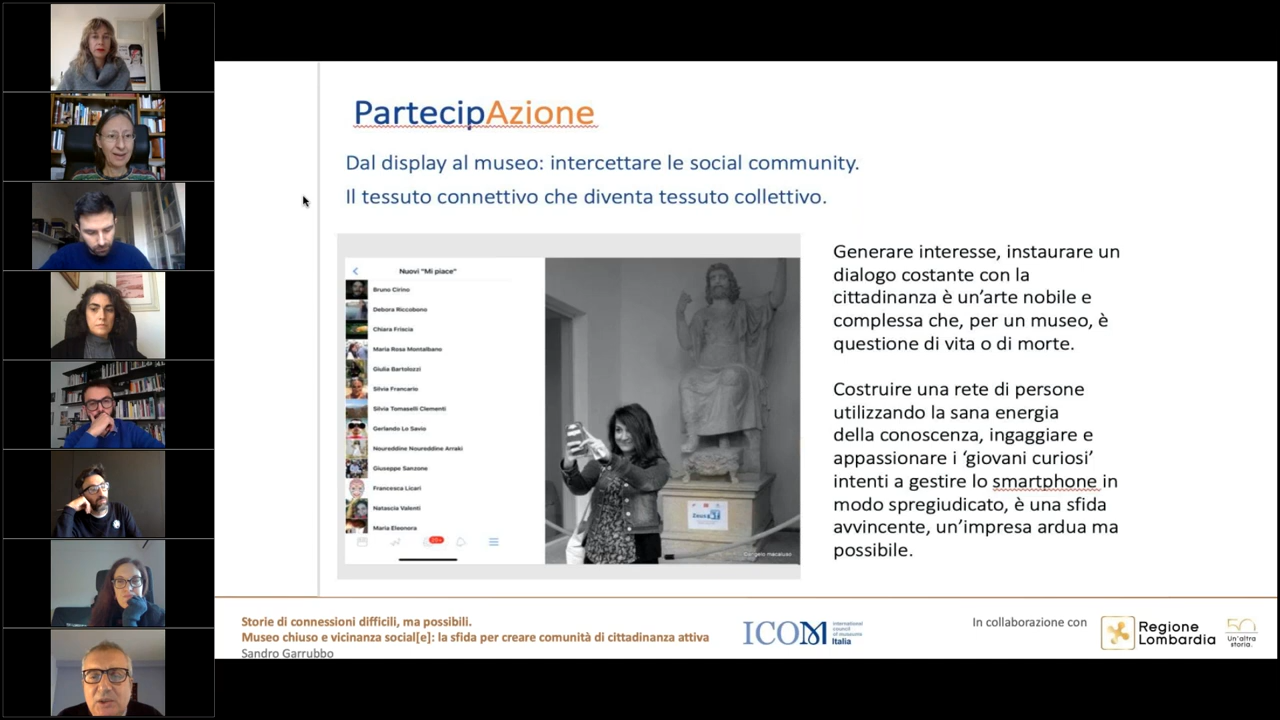 PartecipAzione
Dal display al museo: intercettare le social community.
Il tessuto connettivo che diventa tessuto collettivo.
Nuovi "Mi piace"
Bruno Cirino
Debora Riccobono
Chiara Friscia
Maria Rosa Montalbano
Giulia Bartolozzi
Silvia Francario
Silvia Tomaselli Clementi
Gerlando Lo Savio
Noureddine Noureddine Arraki
Giuseppe Sanzone
Francesca Licari
Natascia Valenti
Maria Eleonora
Generare interesse, instaurare un
dialogo costante con la
cittadinanza è un’arte nobile e
complessa che, per un museo, è
questione di vita o di morte.
Costruire una rete di persone
utilizzando la sana energia
della conoscenza, ingaggiare e
appassionare i ‘giovani curiosi’
intenti a gestire lo smartphone in
modo spregiudicato, è una sfida
avvincente, un’impresa ardua ma
possibile.
Storie di connessioni difficili, ma possibili.
Museo chiuso e vicinanza social[e]: la sfida per creare comunità di cittadinanza attiva
Sandro Garrubbo
ICOM
international
council
of museums
Italia
In collaborazione con
Regione
Lombardia
50
Un'altra
storia.